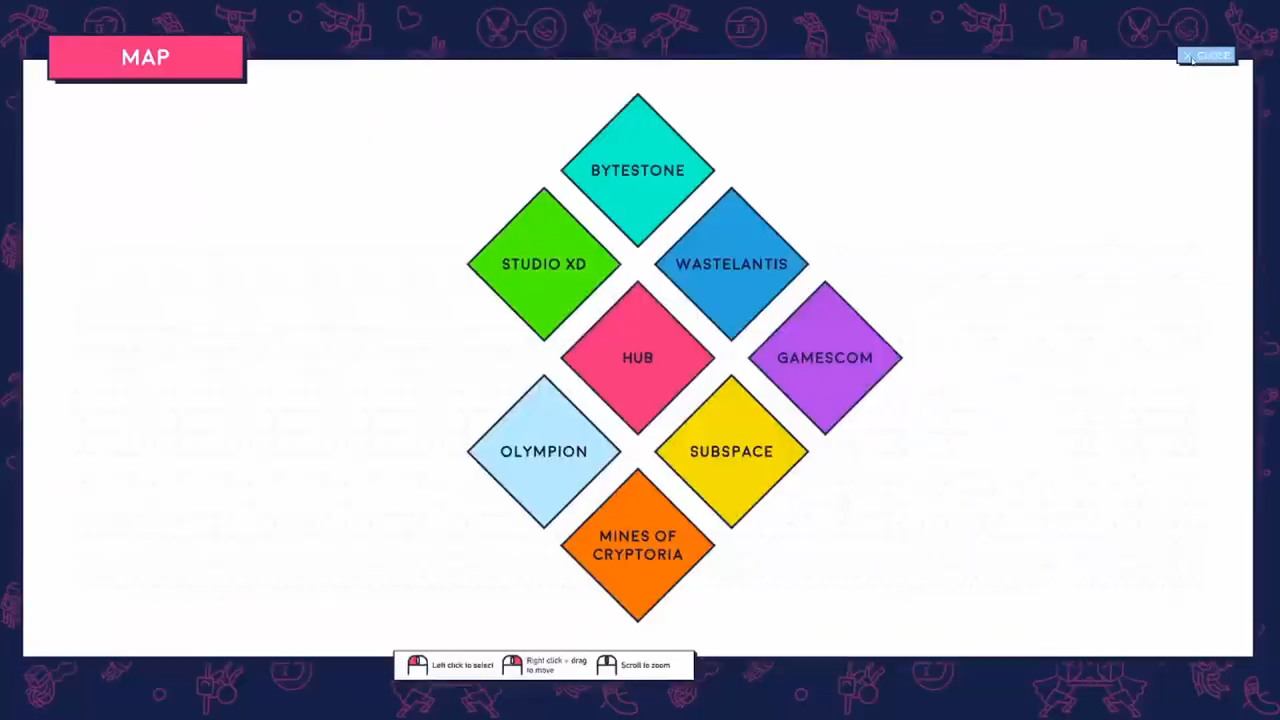 MAP
CLOSE
BYTESTONE
STUDIO XD
WASTELANTIS
HUB
GAMESCOM
OLYMPION
SUBSPACE
MINES OF
CRYPTORIA
Left click to select
Right click + drag
to move
Scroll to zoom